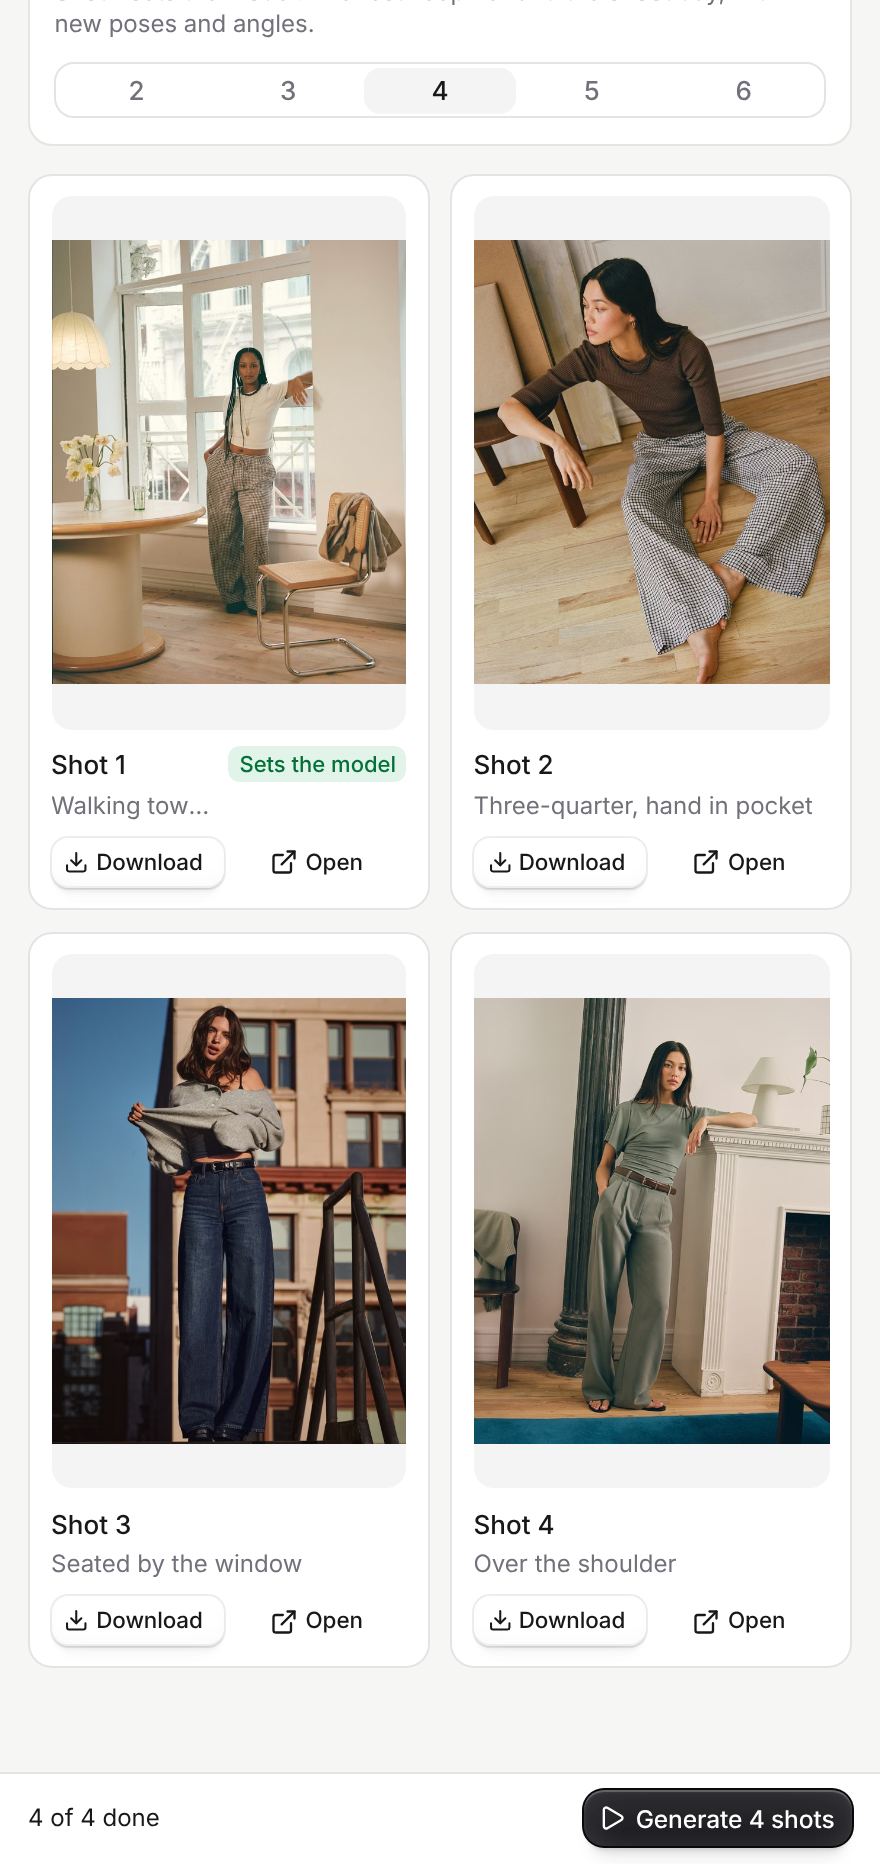 new poses and angles.
2 3 4 5 6
Shot 1 Sets the model
Walking tow...
Download Open
Shot 2
Three-quarter, hand in pocket
Download Open
Shot 3
Seated by the window
Download Open
Shot 4
Over the shoulder
Download Open
4 of 4 done
Generate 4 shots